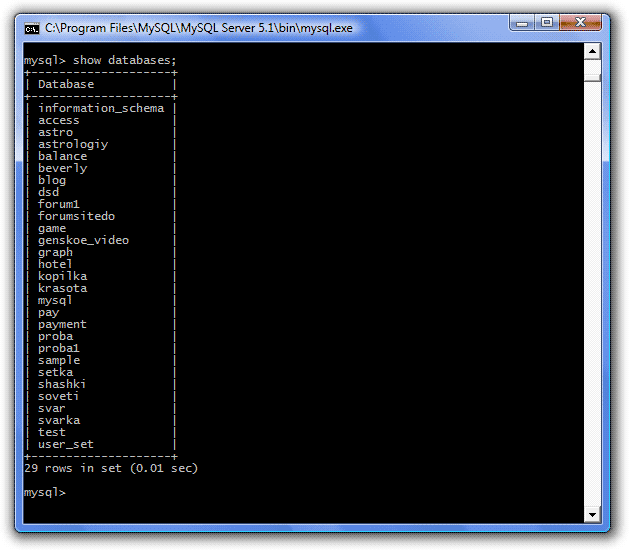 C:\Program Files\MySQL\MySQL Server 5.1\bin\mysql.exe
mysql> show databases;
+--------------------+
| Database           |
+--------------------+
| information_schema |
| access             |
| astro              |
| astrologiy         |
| balance            |
| beverly            |
| blog               |
| dsd                |
| forum1             |
| forumsitedo        |
| game               |
| genskoe_video      |
| graph              |
| hotel              |
| kopilka            |
| krasota            |
| mysql              |
| pay                |
| payment            |
| proba              |
| proba1             |
| sample             |
| setka              |
| shashki            |
| soveti             |
| svar               |
| svarka             |
| test               |
| user_set           |
+--------------------+
29 rows in set (0.01 sec)
mysql>